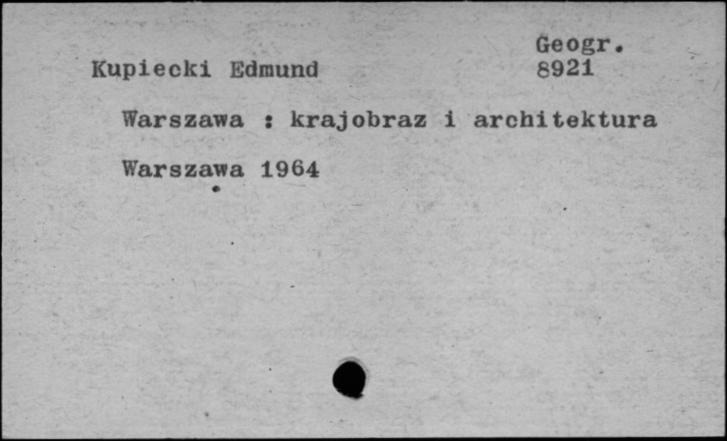 Geogr.
Kupiecki Edmund 8921
Warszawa : krajobraz i architektura
Warszawa 1964